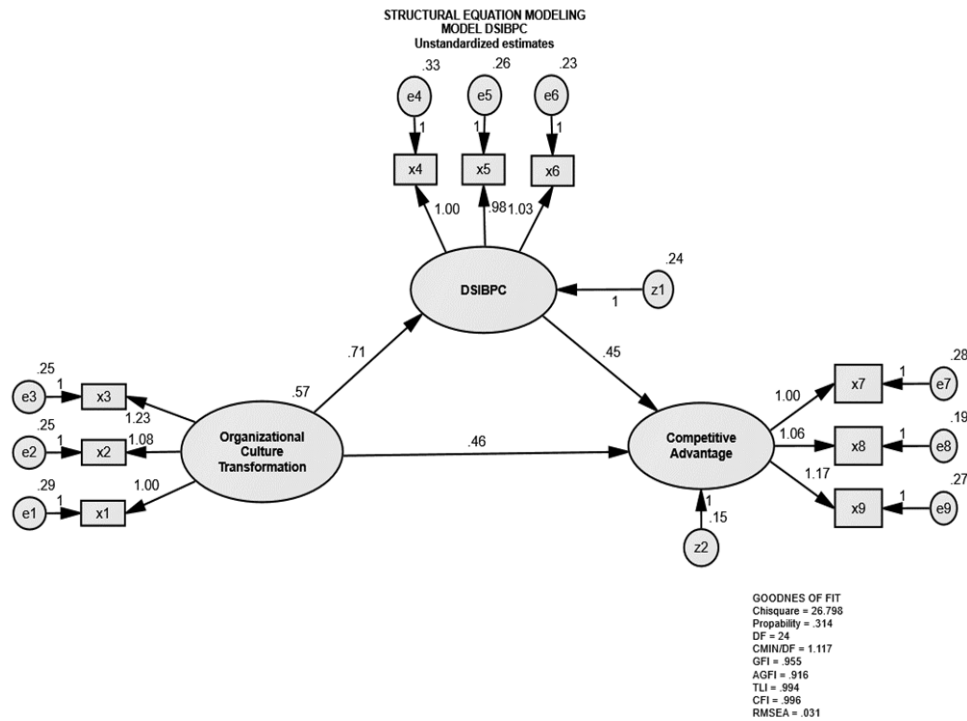 STRUCTURAL EQUATION MODELING
MODEL DSIBPC
Unstandardized estimates
.33
.26
.23
e4
e5
e6
1
1
1
x4
x5
x6
1.00
.98
1.03
DSIBPC
.24
z1
1
.71
.45
.25
e3
1
x3
1.23
.57
.28
x7
1
e7
1.00
.25
e2
1
x2
1.08
Organizational
Culture
Transformation
.46
Competitive
Advantage
1.06
x8
1
.19
e8
.29
e1
1
x1
1.00
1.17
x9
1
.27
e9
1
.15
z2
GOODNES OF FIT
Chisquare = 26.798
Propability = .314
DF = 24
CMIN/DF = 1.117
GFI = .955
AGFI = .916
TLI = .994
CFI = .996
RMSEA = .031